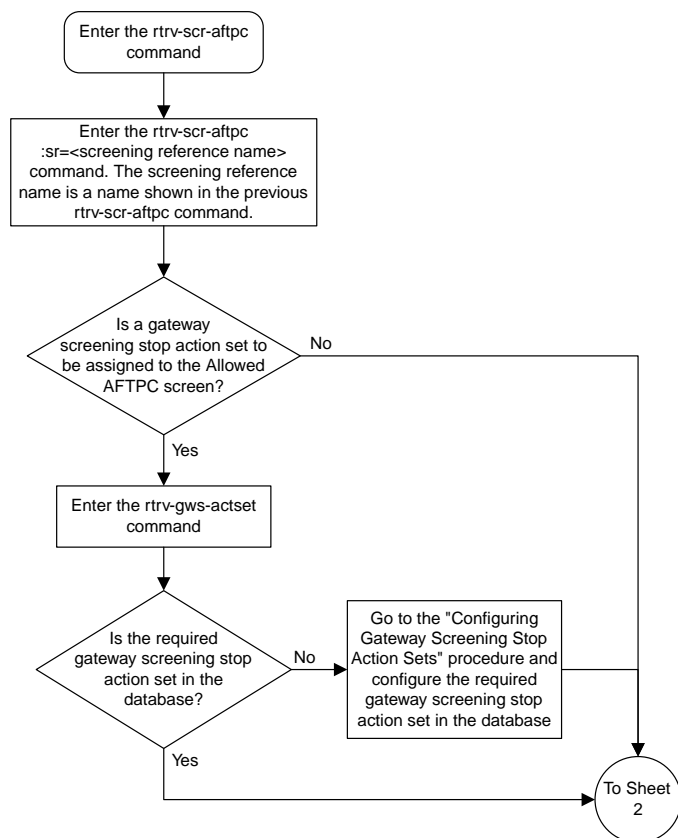 Enter the rtrv-scr-aftpc
command
Enter the rtrv-scr-aftpc
:sr=<screening reference name>
command. The screening reference
name is a name shown in the previous
rtrv-scr-aftpc command.
Is a gateway
screening stop action set to
be assigned to the Allowed
AFTPC screen?
No
Yes
Enter the rtrv-gws-actset
command
Is the required
gateway screening stop
action set in the
database?
No
Go to the "Configuring
Gateway Screening Stop
Action Sets" procedure and
configure the required
gateway screening stop
action set in the database
Yes
To Sheet
2